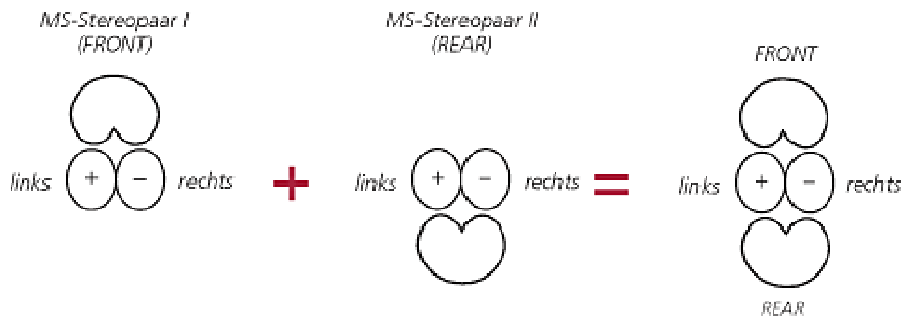 MS-Stereopaar I
(FRONT)
links
+
−
rechts
+
MS-Stereopaar II
(REAR)
links
+
−
rechts
=
FRONT
links
+
−
rechts
REAR